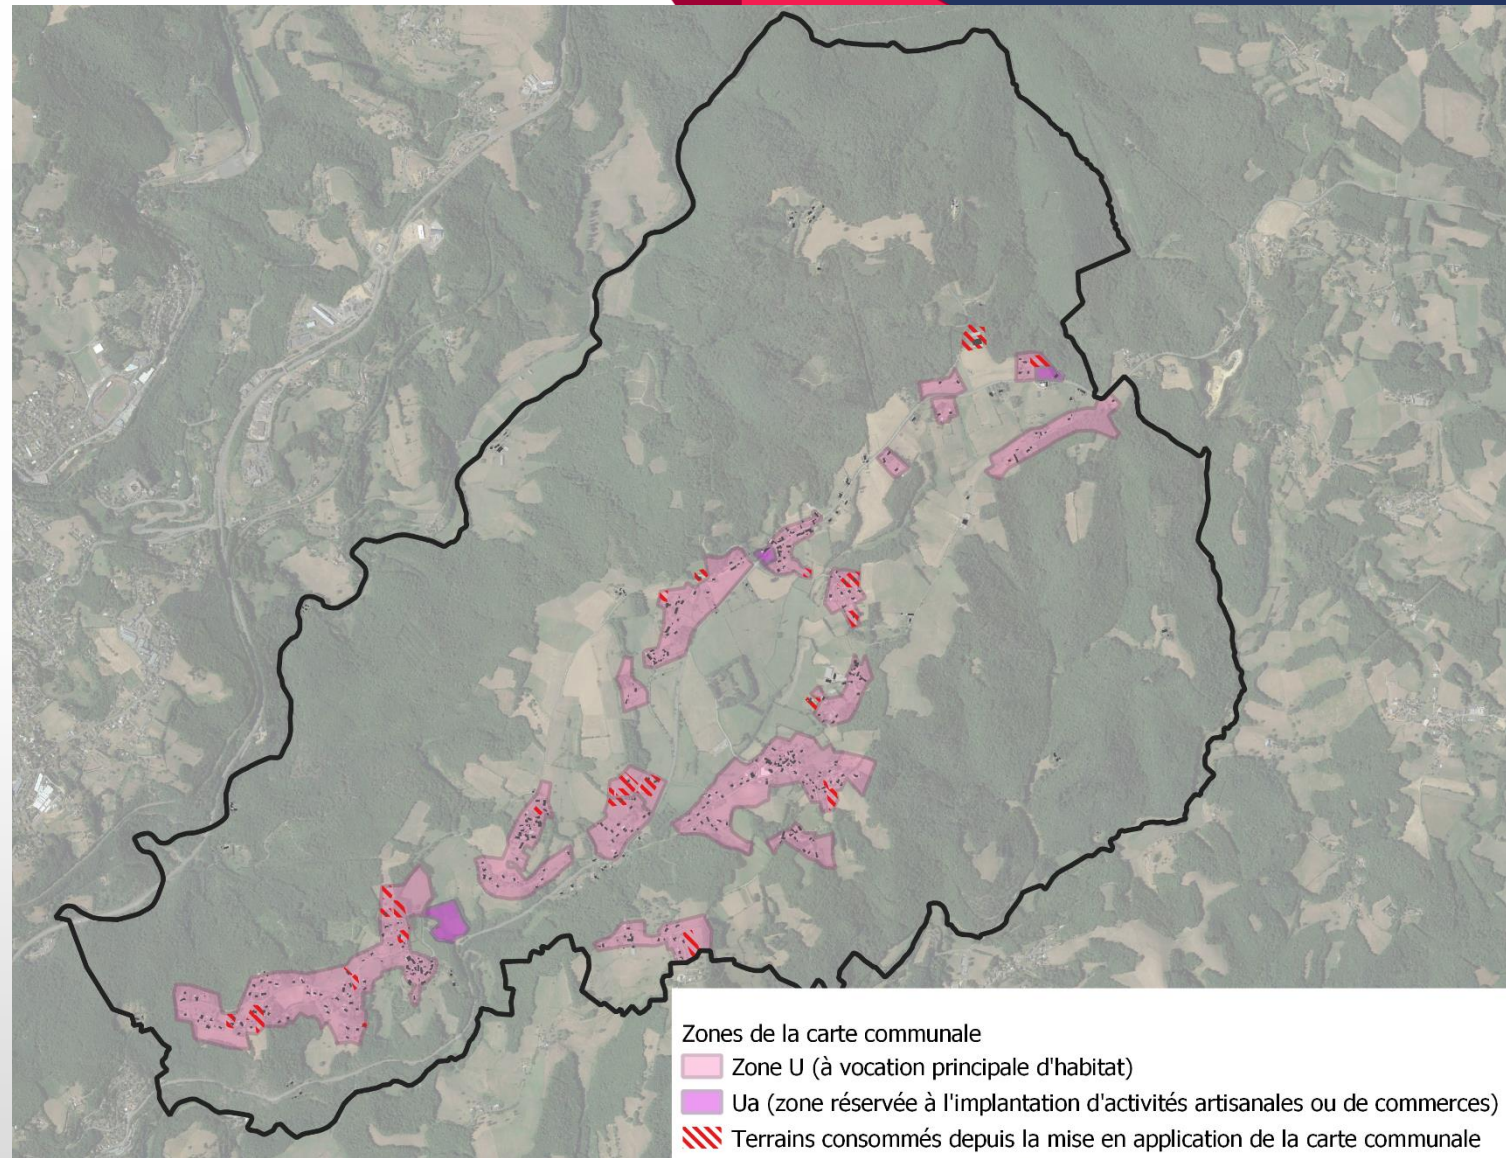 Zones de la carte communale
Zone U (à vocation principale d'habitat)
Ua (zone réservée à l'implantation d'activités artisanales ou de commerces)
Terrains consommés depuis la mise en application de la carte communale